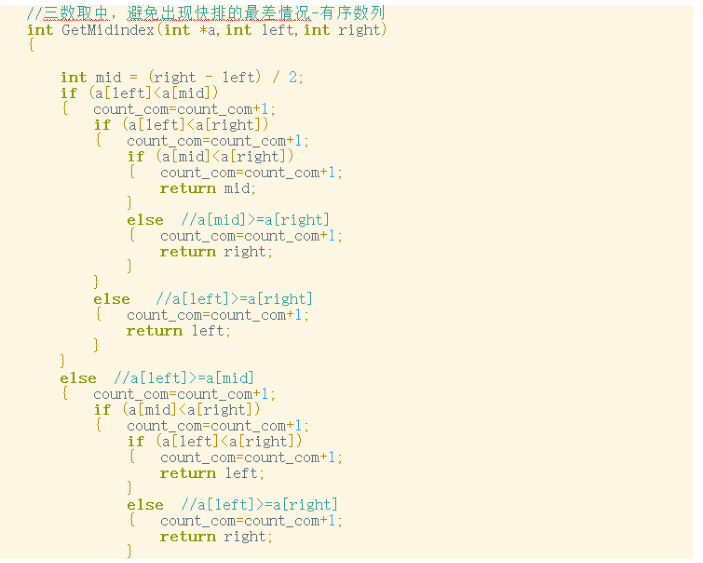 //三数取中，避免出现快排的最差情况-有序数列
int GetMidindex(int *a,int left,int right)
{
int mid = (right - left) / 2;
if (a[left]<a[mid])
{   count_com=count_com+1;
if (a[left]<a[right])
{   count_com=count_com+1;
if (a[mid]<a[right])
{   count_com=count_com+1;
return mid;
}
else  //a[mid]>=a[right]
{   count_com=count_com+1;
return right;
}
}
else   //a[left]>=a[right]
{   count_com=count_com+1;
return left;
}
}
else  //a[left]>=a[mid]
{   count_com=count_com+1;
if (a[mid]<a[right])
{   count_com=count_com+1;
if (a[left]<a[right])
{   count_com=count_com+1;
return left;
}
else  //a[left]>=a[right]
{   count_com=count_com+1;
return right;
}